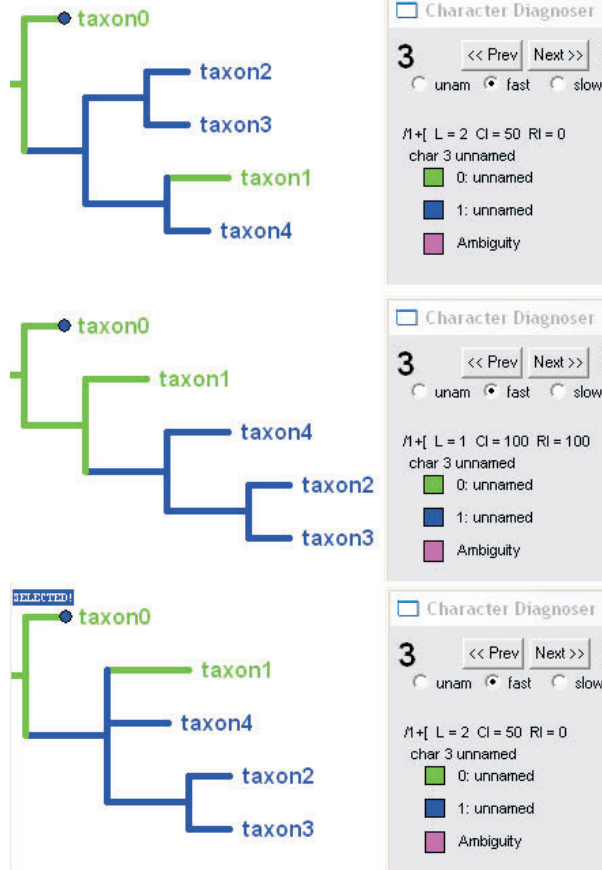 taxon0
taxon2
taxon3
taxon1
taxon4
Character Diagnoser
3
<< Prev Next >>
unam fast slow
/1+[ L = 2 CI = 50 RI = 0
char 3 unnamed
0: unnamed
1: unnamed
Ambiguity
taxon0
taxon1
taxon4
taxon2
taxon3
Character Diagnoser
3
<< Prev Next >>
unam fast slow
/1+[ L = 1 CI = 100 RI = 100
char 3 unnamed
0: unnamed
1: unnamed
Ambiguity
SELECTED!
taxon0
taxon1
taxon4
taxon2
taxon3
Character Diagnoser
3
<< Prev Next >>
unam fast slow
/1+[ L = 2 CI = 50 RI = 0
char 3 unnamed
0: unnamed
1: unnamed
Ambiguity